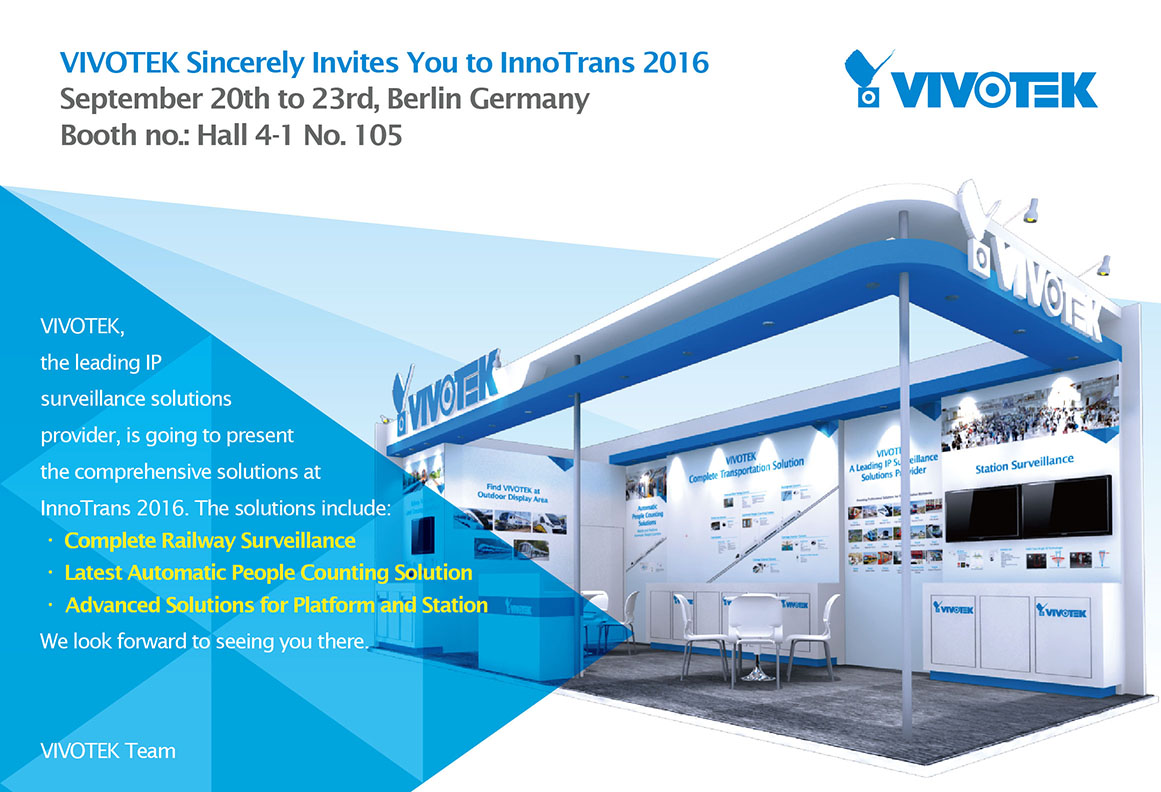 VIVOTEK Sincerely Invites You to InnoTrans 2016
September 20th to 23rd, Berlin Germany
Booth no.: Hall 4-1 No. 105
VIVOTEK
VIVOTEK,
the leading IP
surveillance solutions
provider, is going to present
the comprehensive solutions at
InnoTrans 2016. The solutions include:
· Complete Railway Surveillance
· Latest Automatic People Counting Solution
· Advanced Solutions for Platform and Station
We look forward to seeing you there.
VIVOTEK Team
VIVOTEK
VIVOTEK
Find VIVOTEK at
Outdoor Display Area
Automatic
People Counting
Solutions
VIVOTEK
Complete Transportation Solution
VIVOTEK
A Leading IP Surveillance
Solutions Provider
Station Surveillance
VIVOTEK
VIVOTEK
VIVOTEK